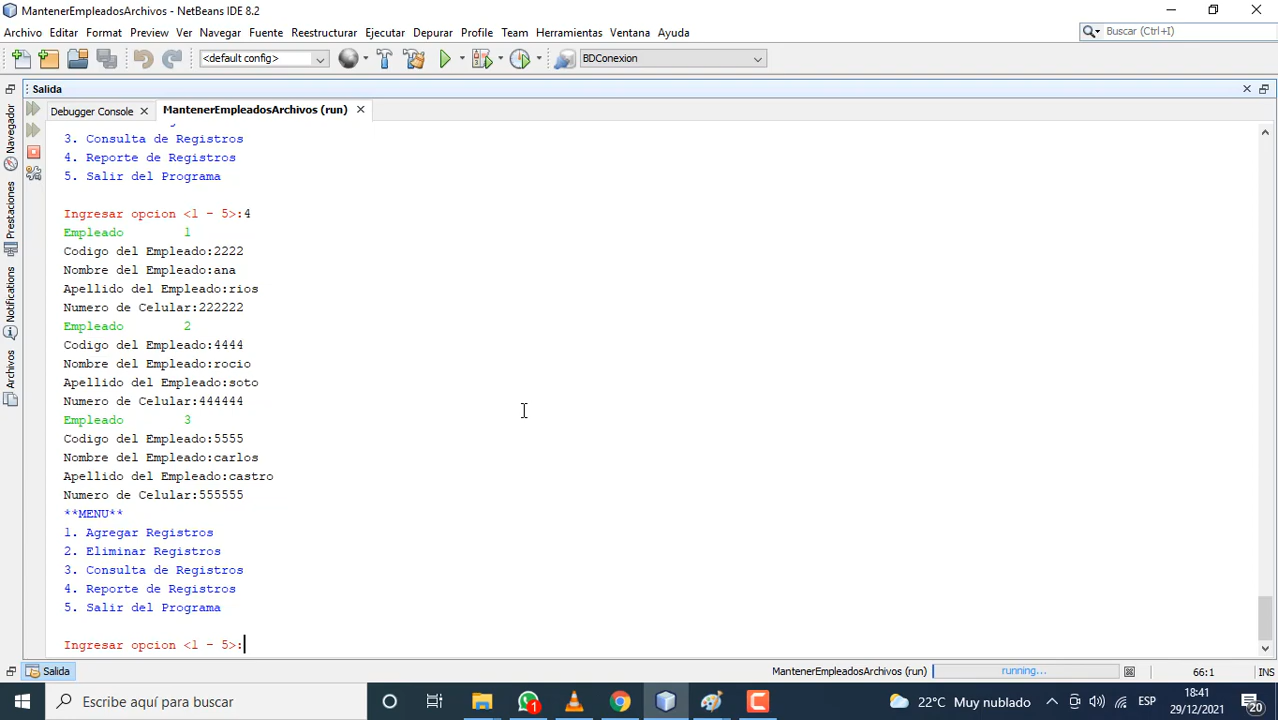 MantenerEmpleadosArchivos - NetBeans IDE 8.2
Archivo Editar Format Preview Ver Navegar Fuente Reestructurar Ejecutar Depurar Profile Team Herramientas Ventana Ayuda
Buscar (Ctrl+I)
<default config>
BDConexion
Salida
Debugger Console
MantenerEmpleadosArchivos (run)
Navegador
Prestaciones
Notifications
Archivos
3. Consulta de Registros
4. Reporte de Registros
5. Salir del Programa
Ingresar opcion <1 - 5>:4
Empleado 1
Codigo del Empleado:2222
Nombre del Empleado:ana
Apellido del Empleado:rios
Numero de Celular:222222
Empleado 2
Codigo del Empleado:4444
Nombre del Empleado:rocio
Apellido del Empleado:soto
Numero de Celular:444444
Empleado 3
Codigo del Empleado:5555
Nombre del Empleado:carlos
Apellido del Empleado:castro
Numero de Celular:555555
**MENU**
1. Agregar Registros
2. Eliminar Registros
3. Consulta de Registros
4. Reporte de Registros
5. Salir del Programa
Ingresar opcion <1 - 5>:
Salida
MantenerEmpleadosArchivos (run)
running...
66:1
INS
Escribe aquí para buscar
1
22°C Muy nublado
ESP
18:41
29/12/2021
20